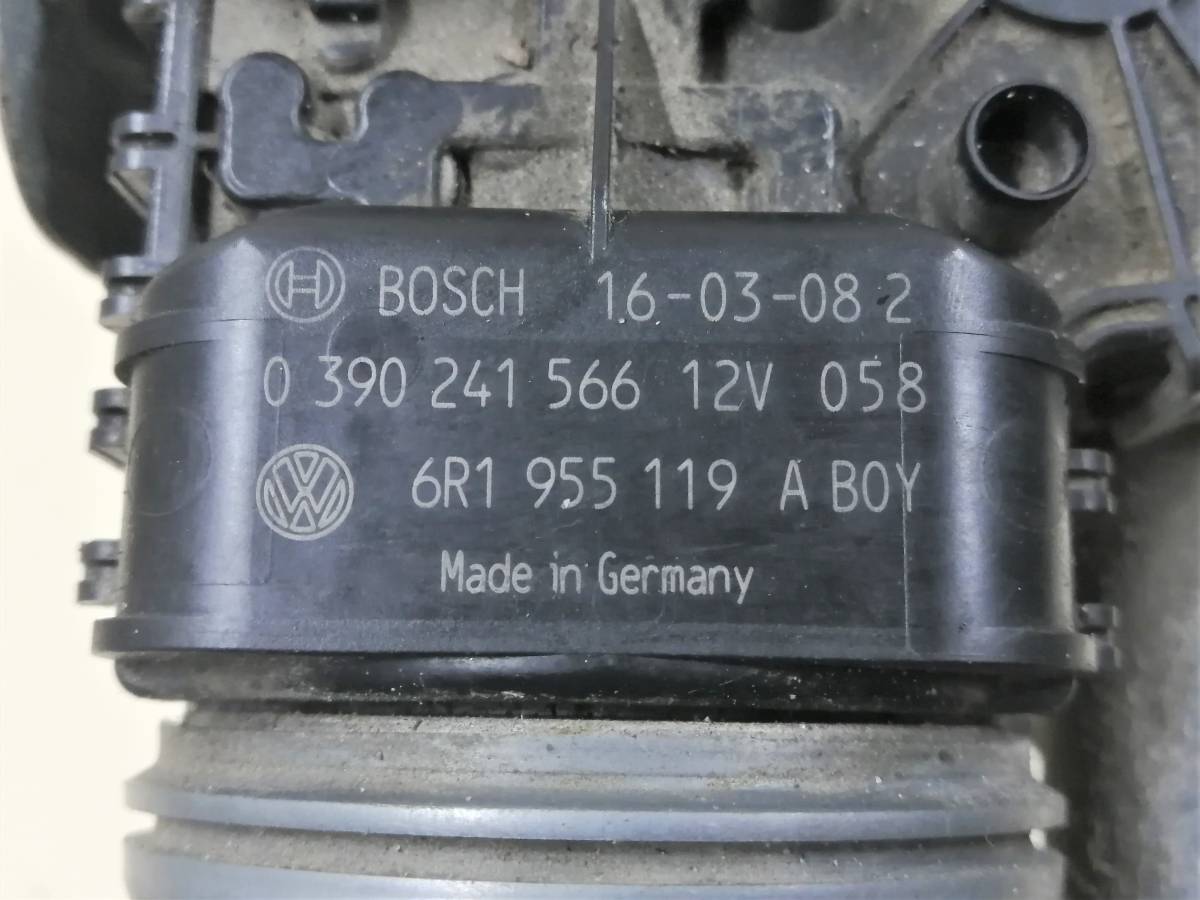 BOSCH 16-03-08 2
0 390 241 566 12V 058
6R1 955 119 A BOY
Made in Germany